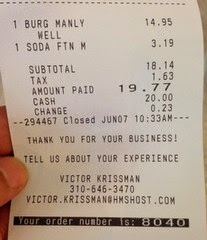 1 BURG MANLY 14.95
WELL
1 SODA FTN M 3.19
SUBTOTAL 18.14
TAX 1.63
AMOUNT PAID 19.77
CASH 20.00
CHANGE 0.23
--294467 Closed JUN07 10:33AM---
THANK YOU FOR YOUR BUSINESS!
TELL US ABOUT YOUR EXPERIENCE
VICTOR KRISSMAN
310-646-3470
VICTOR.KRISSMAN@HMSHOST.COM
Your order number is: 8040